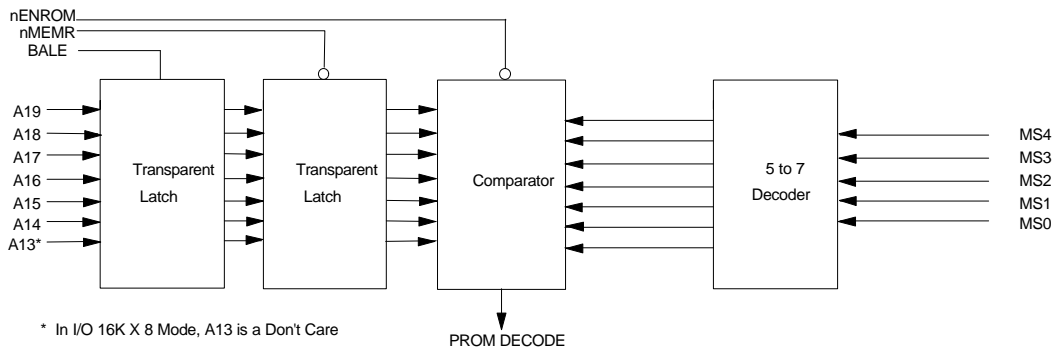 nENROM
nMEMR
BALE
A19
A18
A17
A16
A15
A14
A13*
Transparent
Latch
Transparent
Latch
Comparator
5 to 7
Decoder
MS4
MS3
MS2
MS1
MS0
* In I/O 16K X 8 Mode, A13 is a Don't Care
PROM DECODE